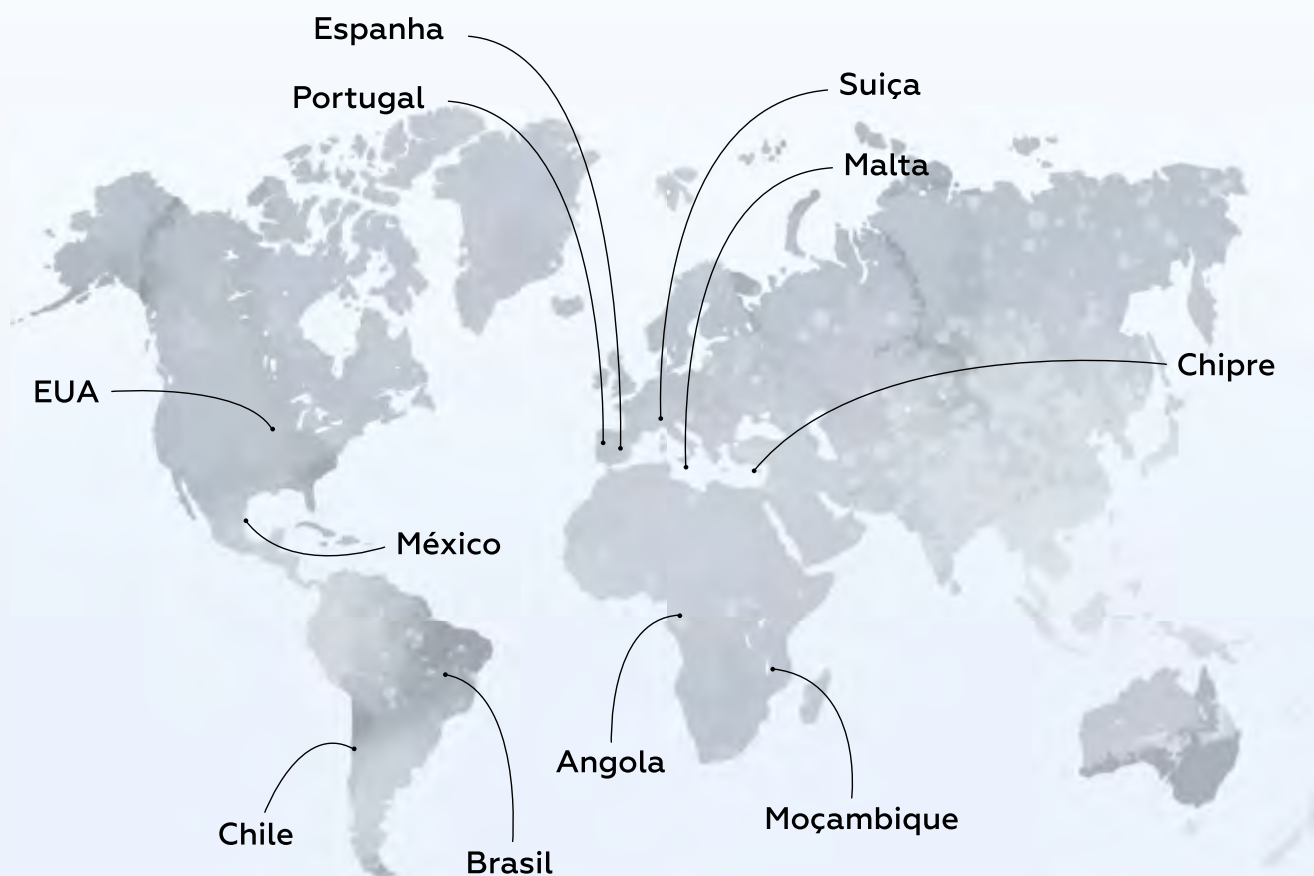 Espanha
Portugal
Suiça
Malta
Chipre
EUA
México
Angola
Moçambique
Chile
Brasil